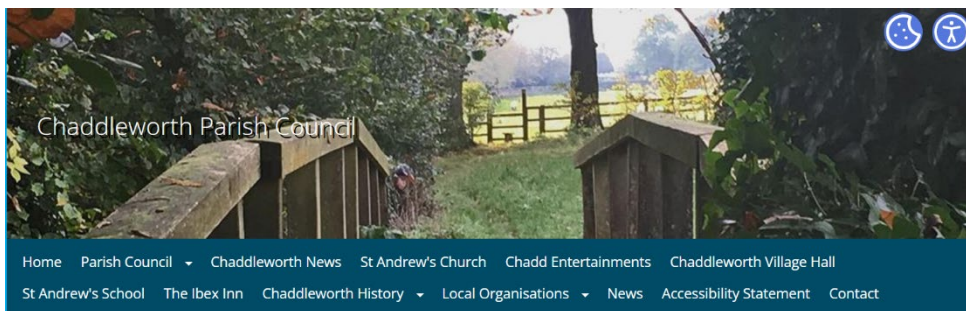 Chaddleworth Parish Council
Home Parish Council Chaddleworth News St Andrew's Church Chadd Entertainments Chaddleworth Village Hall
St Andrew's School The Ibex Inn Chaddleworth History Local Organisations News Accessibility Statement Contact